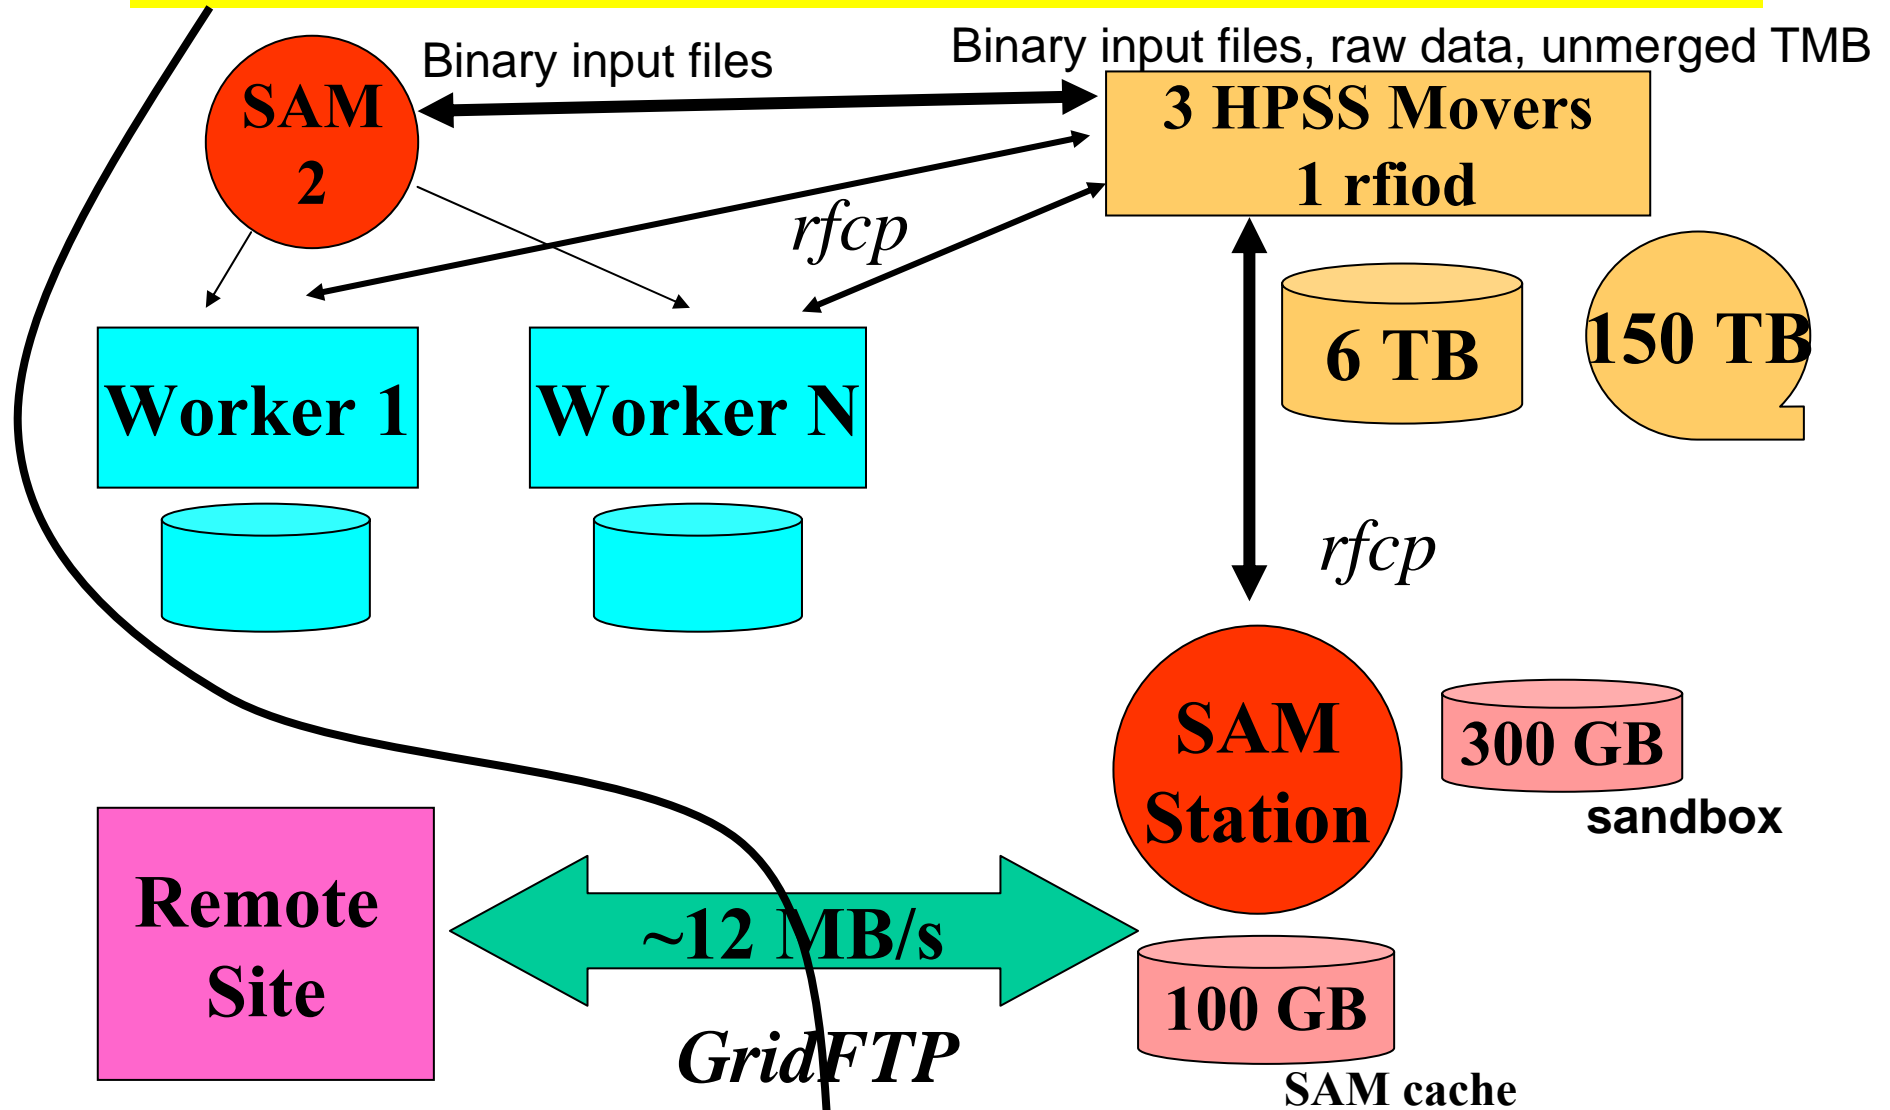 Binary input files
Binary input files, raw data, unmerged TMB
SAM
2
3 HPSS Movers
1 rfiod
rfcp
6 TB
150 TB
Worker 1
Worker N
rfcp
SAM
Station
300 GB
sandbox
Remote
Site
~12 MB/s
100 GB
GridFTP
SAM cache